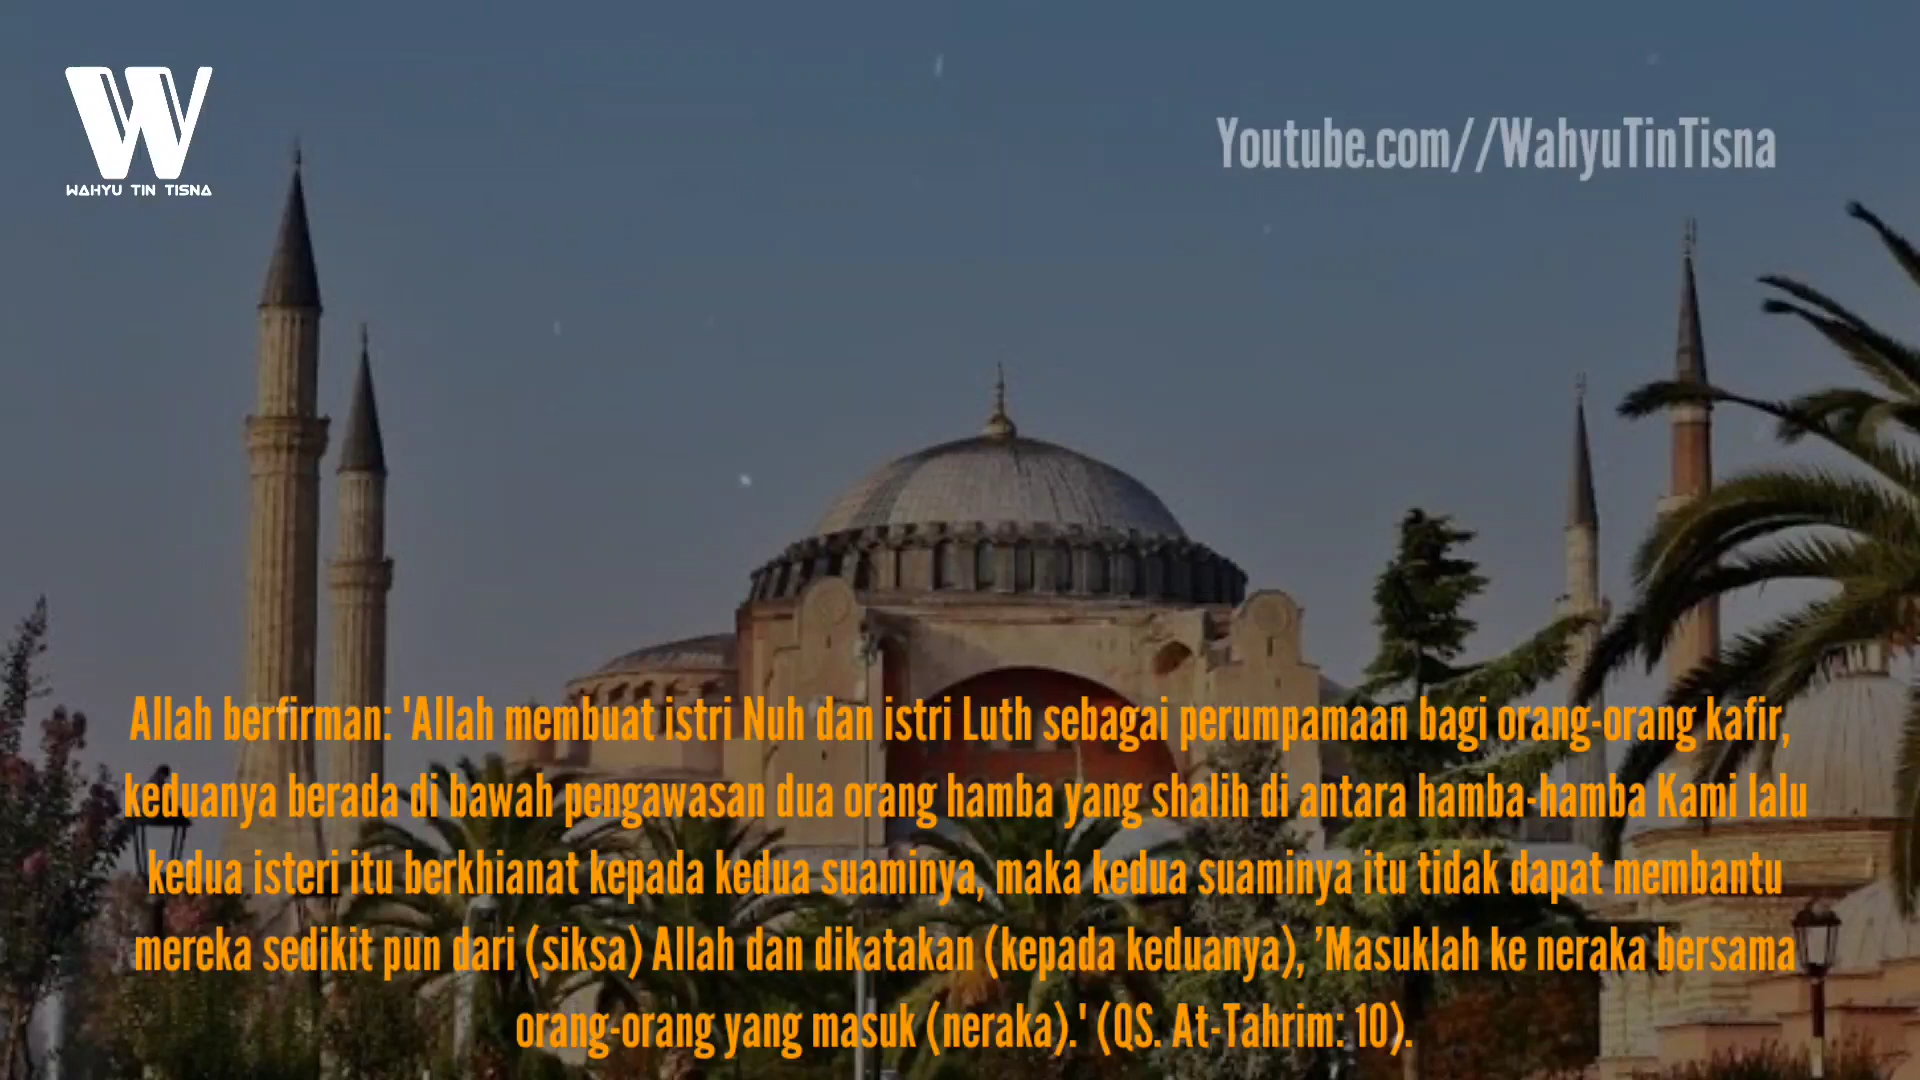 WAHYU TIN TISNA
Youtube.com//WahyuTinTisna
Allah berfirman: 'Allah membuat istri Nuh dan istri Luth sebagai perumpamaan bagi orang-orang kafir,
keduanya berada di bawah pengawasan dua orang hamba yang shalih di antara hamba-hamba Kami lalu
kedua isteri itu berkhianat kepada kedua suaminya, maka kedua suaminya itu tidak dapat membantu
mereka sedikit pun dari (siksa) Allah dan dikatakan (kepada keduanya), 'Masuklah ke neraka bersama
orang-orang yang masuk (neraka).' (QS. At-Tahrim: 10).